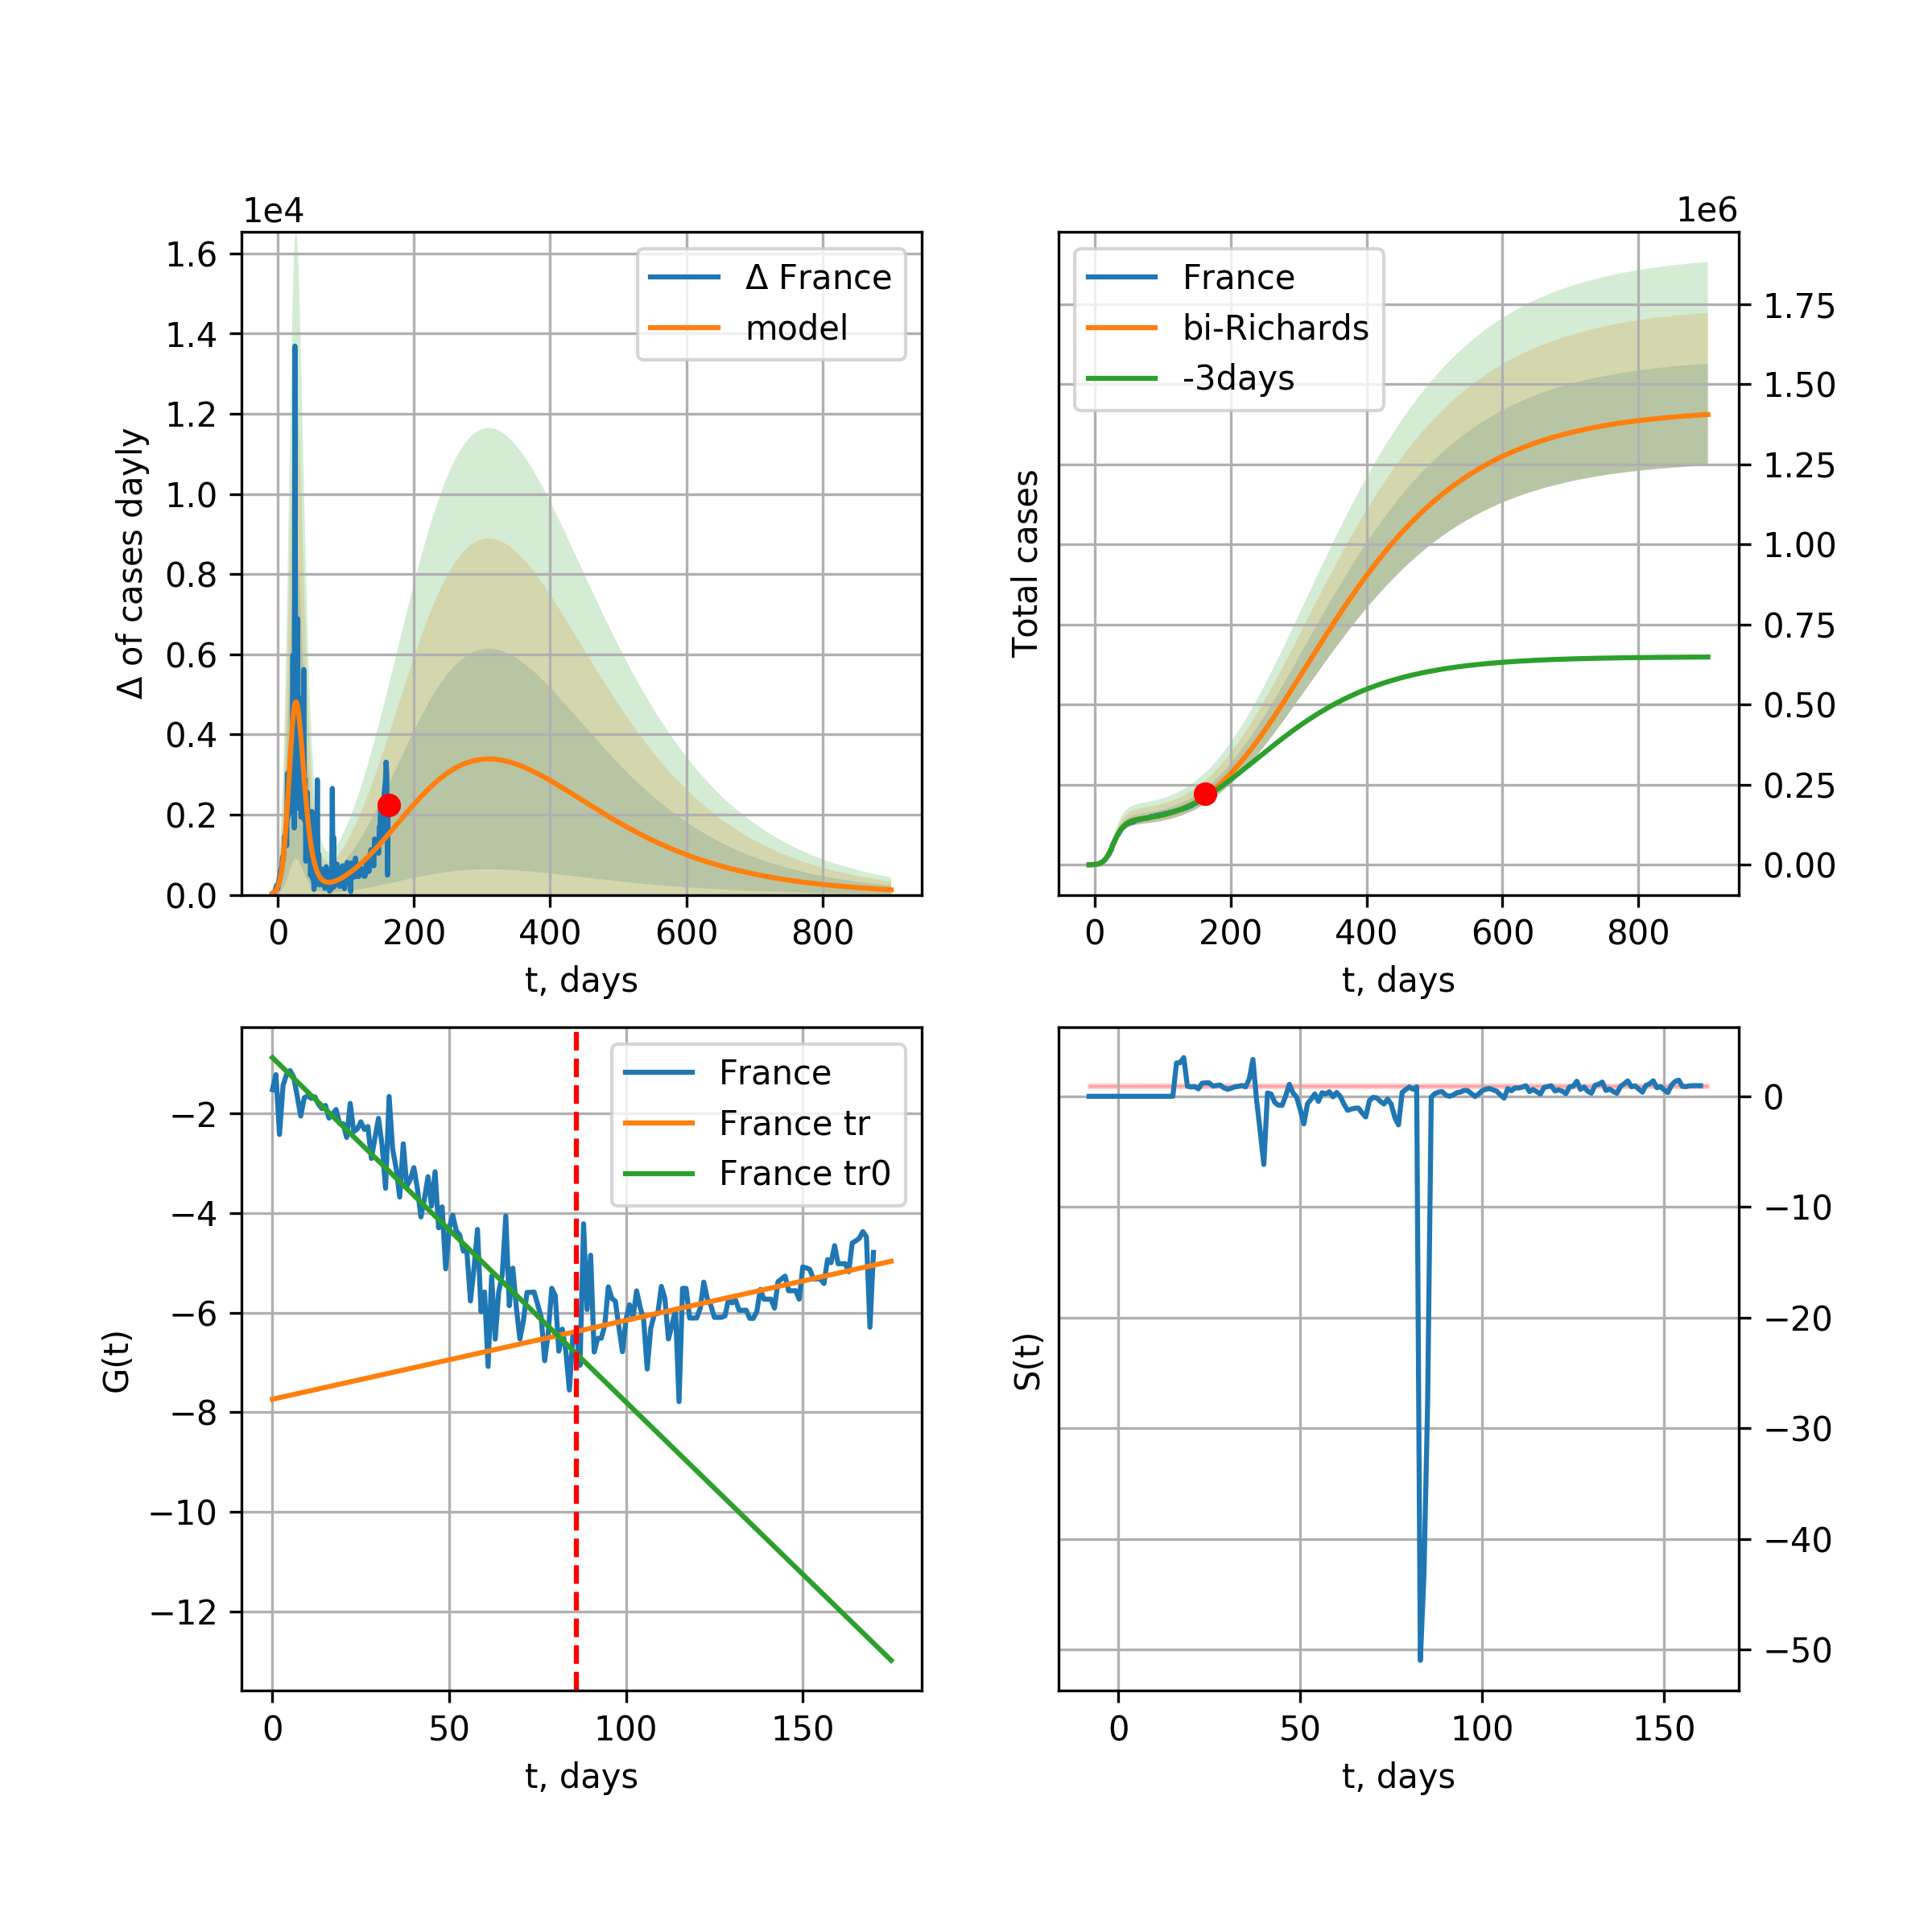 1e4
1.6
1.4
1.2
1.0
0.8
0.6
0.4
0.2
0.0
Δ of cases dayly
Δ France
model
0 200 400 600 800
t, days
1e6
France
bi-Richards
-3days
Total cases
1.75
1.50
1.25
1.00
0.75
0.50
0.25
0.00
0 200 400 600 800
t, days
−2
−4
−6
−8
−10
−12
G(t)
France
France tr
France tr0
0 50 100 150
t, days
S(t)
0
−10
−20
−30
−40
−50
0 50 100 150
t, days